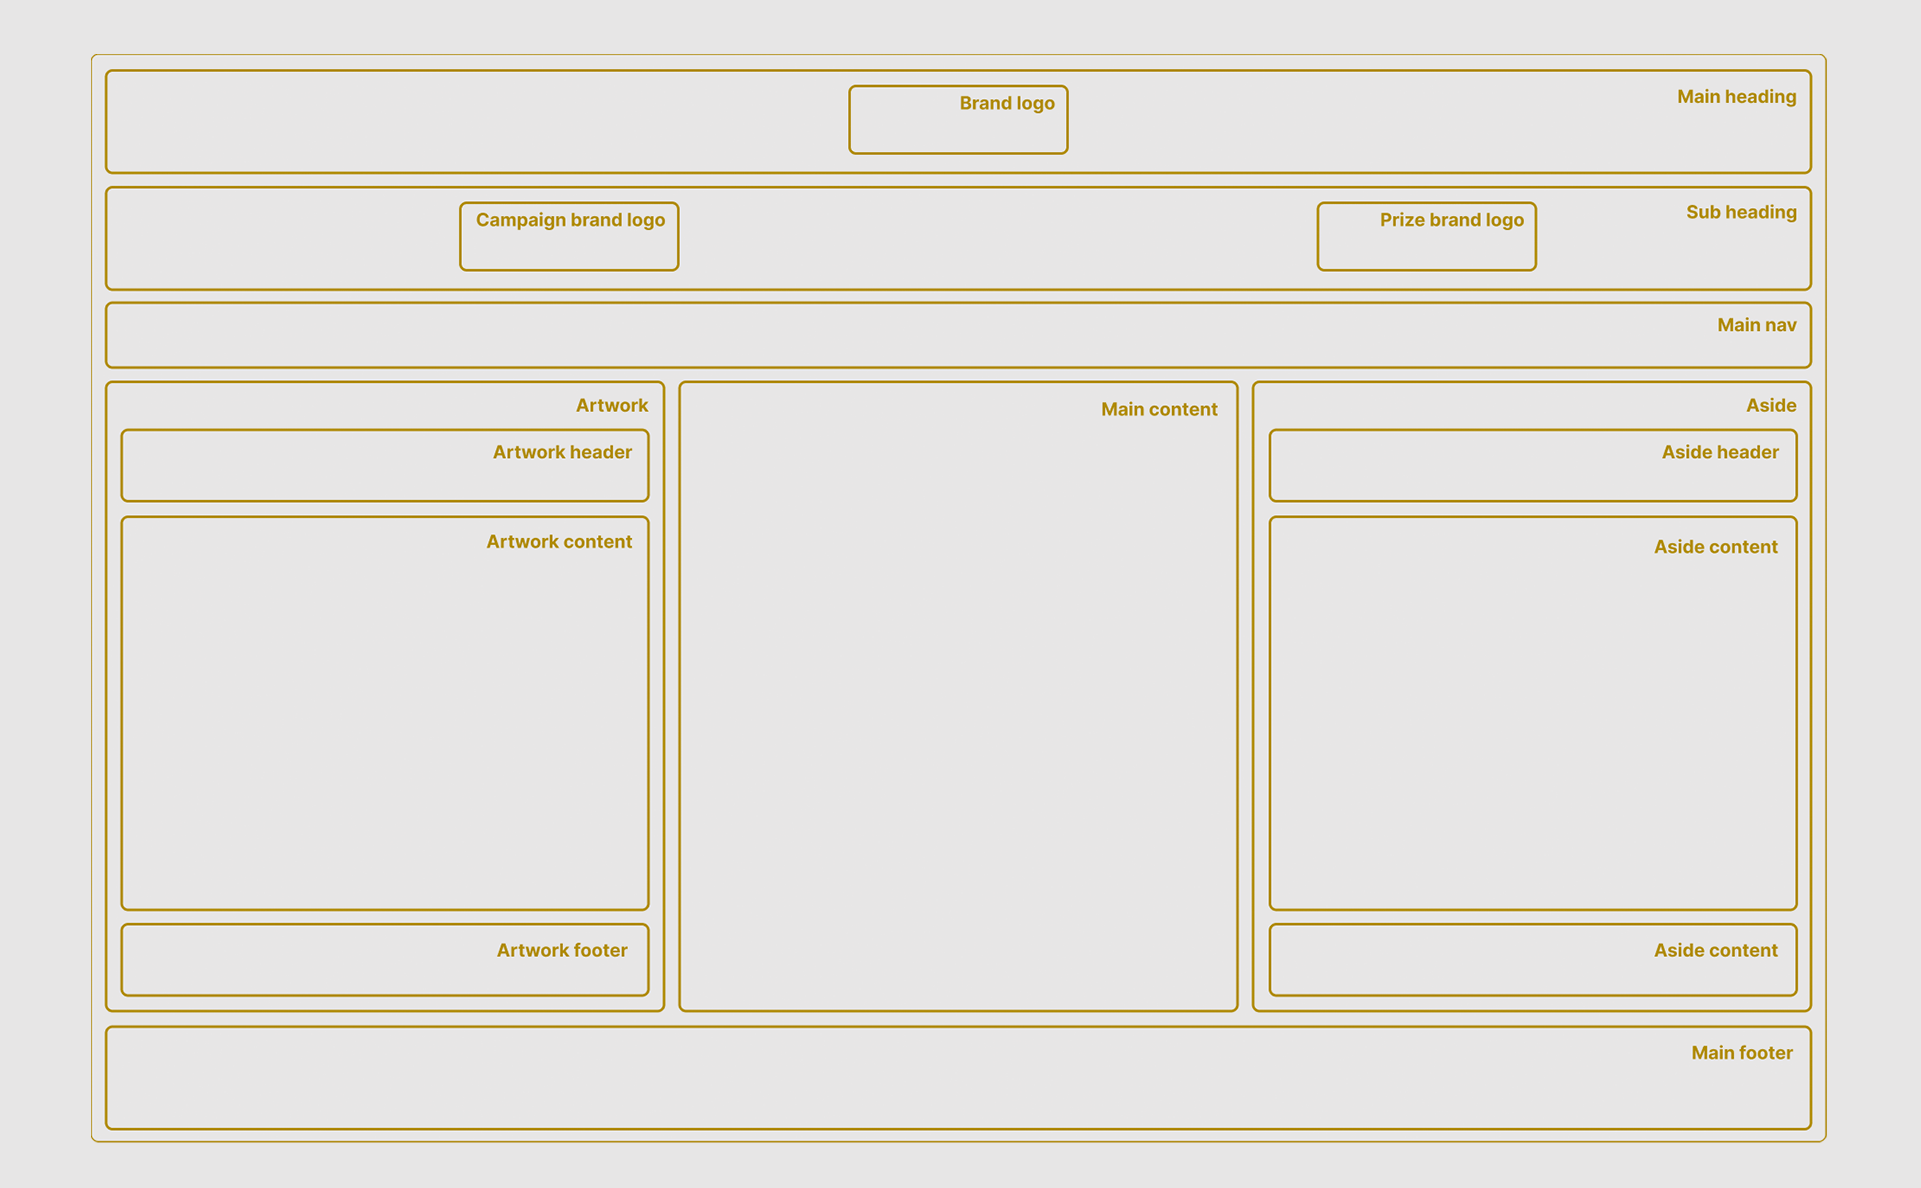 Brand logo
Main heading
Campaign brand logo
Prize brand logo
Sub heading
Main nav
Artwork
Artwork header
Artwork content
Artwork footer
Main content
Aside
Aside header
Aside content
Aside content
Main footer